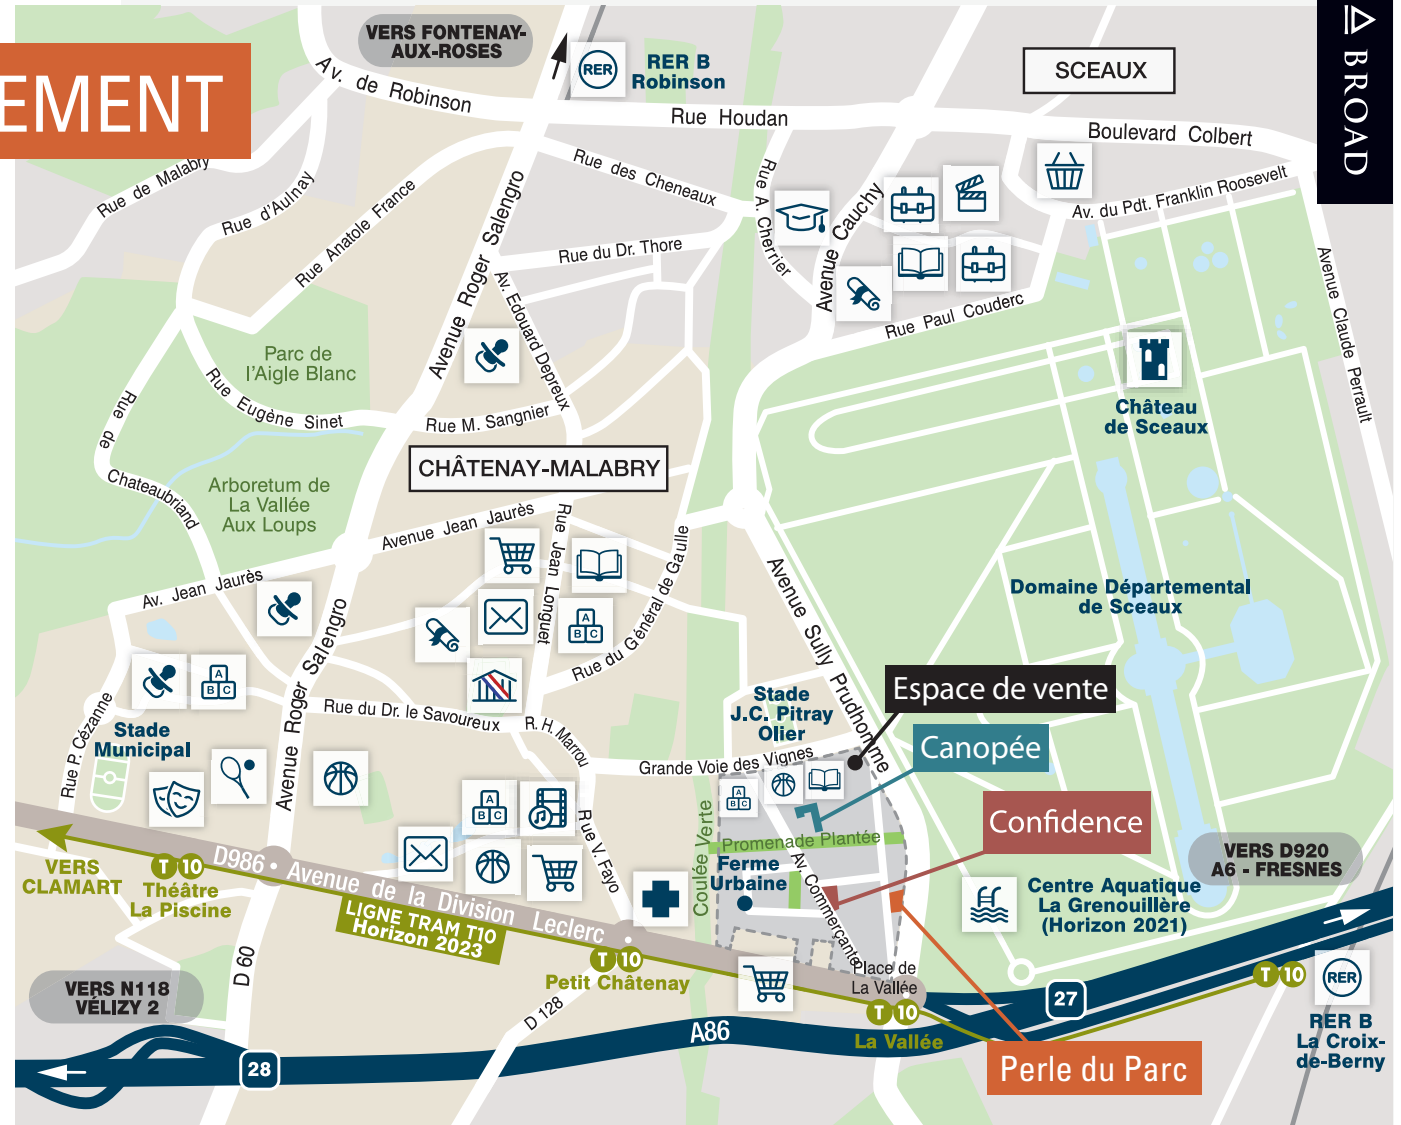 VERS FONTENAY-
AUX-ROSES
RER
RER B
Robinson
SCEAUX
BROAD
EMENT
Av. de Robinson
Rue Houdan
Boulevard Colbert
Rue de Malabry
Rue d'Aulnay
Rue Anatole France
Avenue Roger Salengro
Rue des Cheneaux
Rue A. Cherrier
Avenue Cauchy
Av. du Pdt. Franklin Roosevelt
Rue du Dr. Thore
Av. Edouard Depreux
Rue Paul Couderc
Avenue Claude Perrault
Parc de
l'Aigle Blanc
Rue Eugène Sinet
Rue M. Sangnier
Château
de Sceaux
Rue de
Chateaubriand
CHÂTENAY-MALABRY
Arboretum de
La Vallée
Aux Loups
Avenue Jean Jaurès
Rue Jean Longuet
Rue du Général de Gaulle
Avenue Sully Prudhomme
Av. Jean Jaurès
A
B C
Domaine Départemental
de Sceaux
Avenue Roger Salengro
A
B C
Rue P. Cézanne
Stade
Municipal
Rue du Dr. le Savoureux
R. H. Marrou
Stade
J.C. Pitray
Olier
Espace de vente
Canopée
Grande Voie des Vignes
A
B C
A
B C
Confidence
Promenade Plantée
Coulée Verte
Ferme
Urbaine
Av. Commerçante
Rue V. Fayo
VERS
CLAMART
T 10
Théâtre
La Piscine
D986 • Avenue de la Division Leclerc •
LIGNE TRAM T10
Horizon 2023
T 10
Petit Châtenay
VERS D920
A6 - FRESNES
Centre Aquatique
La Grenouillère
(Horizon 2021)
Place de
La Vallée
T 10
La Vallée
T 10
RER
RER B
La Croix-
de-Berny
D 60
D 128
VERS N118
VÉLIZY 2
28
A86
27
Perle du Parc